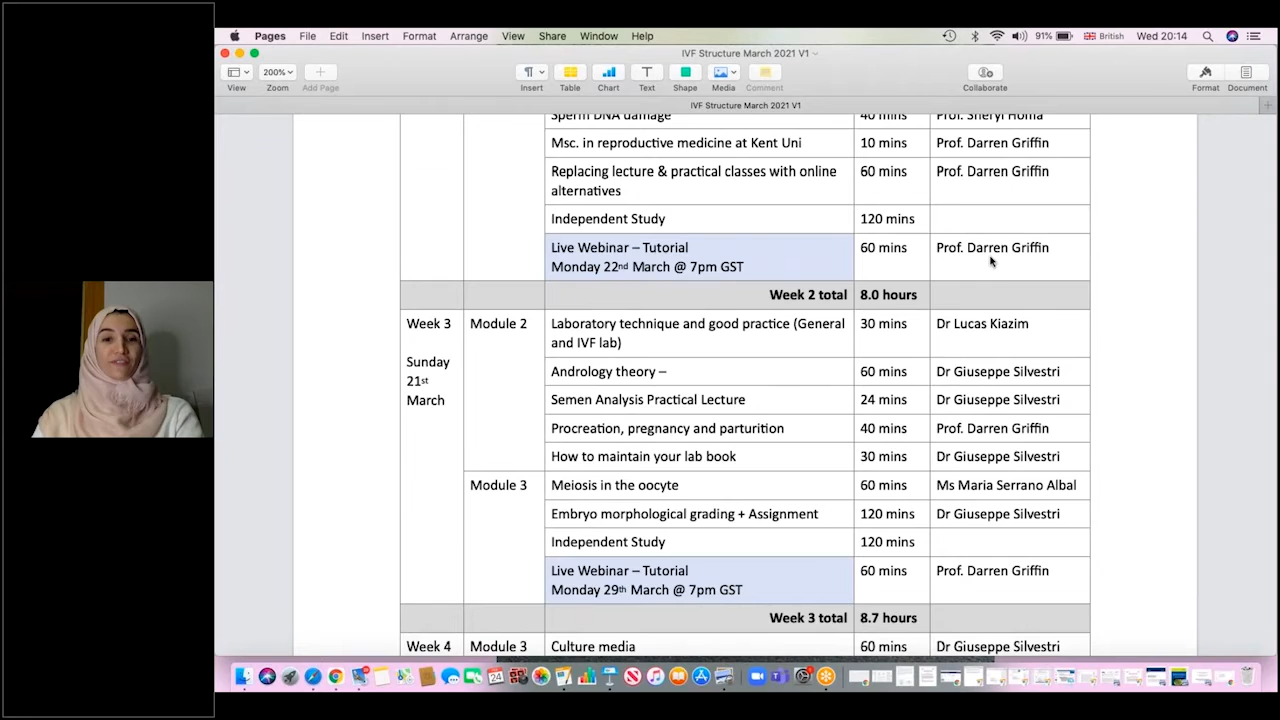 Pages File Edit Insert Format Arrange View Share Window Help 91% British Wed 20:14
IVF Structure March 2021 V1
200%
View Zoom Add Page Insert Table Chart Text Shape Media Comment Collaborate Format Document
IVF Structure March 2021 V1
Sperm DNA damage 40 mins Prof. Sheryl Homa
Msc. in reproductive medicine at Kent Uni 10 mins Prof. Darren Griffin
Replacing lecture & practical classes with online 60 mins Prof. Darren Griffin
alternatives
Independent Study 120 mins
Live Webinar – Tutorial 60 mins Prof. Darren Griffin
Monday 22nd March @ 7pm GST
Week 2 total 8.0 hours
Week 3 Module 2 Laboratory technique and good practice (General 30 mins Dr Lucas Kiazim
and IVF lab)
Sunday
21st
March
Andrology theory – 60 mins Dr Giuseppe Silvestri
Semen Analysis Practical Lecture 24 mins Dr Giuseppe Silvestri
Procreation, pregnancy and parturition 40 mins Prof. Darren Griffin
How to maintain your lab book 30 mins Dr Giuseppe Silvestri
Module 3 Meiosis in the oocyte 60 mins Ms Maria Serrano Albal
Embryo morphological grading + Assignment 120 mins Dr Giuseppe Silvestri
Independent Study 120 mins
Live Webinar – Tutorial 60 mins Prof. Darren Griffin
Monday 29th March @ 7pm GST
Week 3 total 8.7 hours
Week 4 Module 3 Culture media 60 mins Dr Giuseppe Silvestri
24